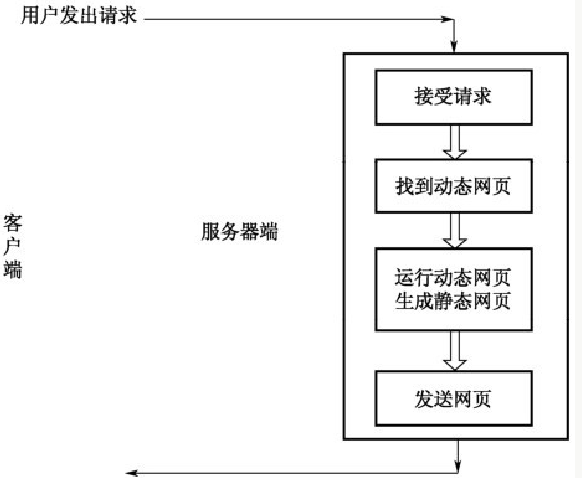 用户发出请求
接受请求
找到动态网页
客户端
服务器端
运行动态网页
生成静态网页
发送网页